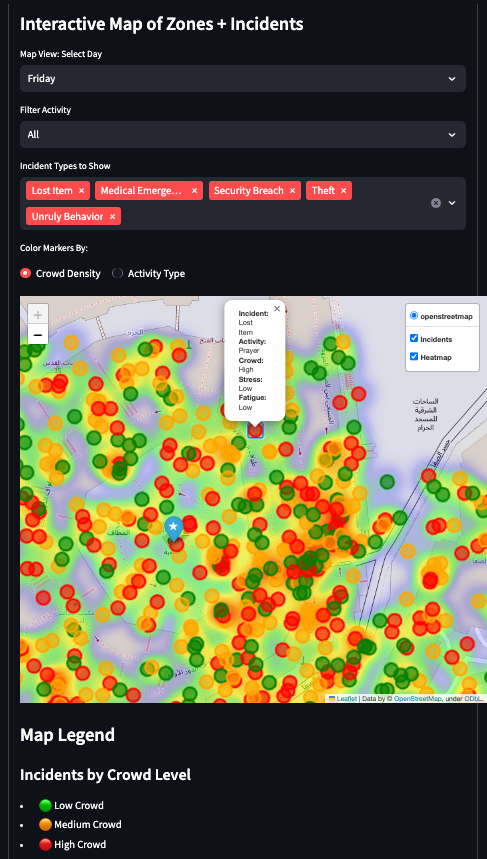 Interactive Map of Zones + Incidents
Map View: Select Day
Friday
Filter Activity
All
Incident Types to Show
Lost Item ×
Medical Emerge... ×
Security Breach ×
Theft ×
Unruly Behavior ×
Color Markers By:
Crowd Density
Activity Type
+
−
×
Incident:
Lost
Item
Activity:
Prayer
Crowd:
High
Stress:
Low
Fatigue:
Low
openstreetmap
Incidents
Heatmap
الحرم
الساحات
الشرقية
للمسجد
الحرام
المطاف
Leaflet | Data by © OpenStreetMap, under ODbL.
Map Legend
Incidents by Crowd Level
Low Crowd
Medium Crowd
High Crowd